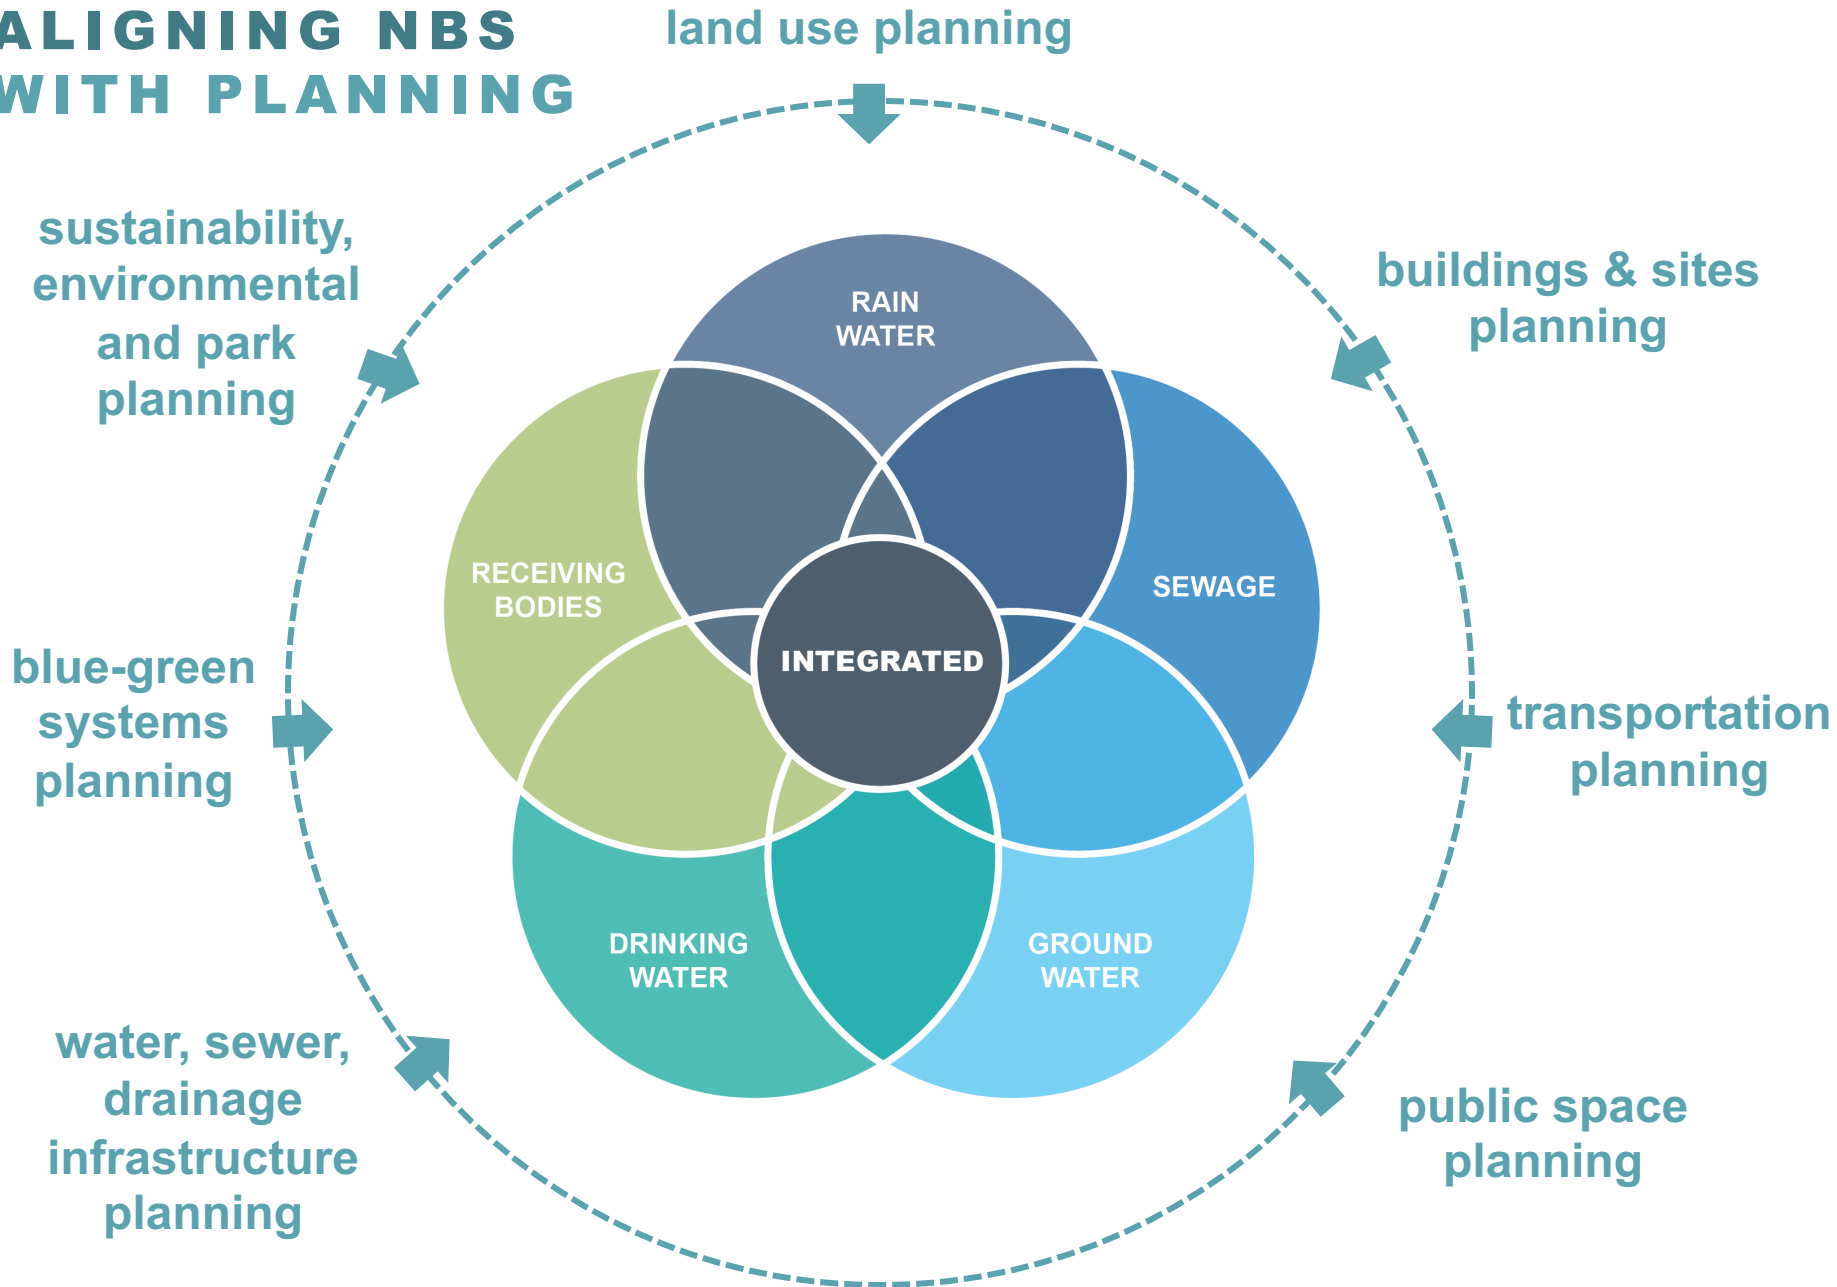 ALIGNING NBS
WITH PLANNING
land use planning
sustainability,
environmental
and park
planning
buildings & sites
planning
RAIN
WATER
RECEIVING
BODIES
SEWAGE
INTEGRATED
blue-green
systems
planning
transportation
planning
DRINKING
WATER
GROUND
WATER
water, sewer,
drainage
infrastructure
planning
public space
planning